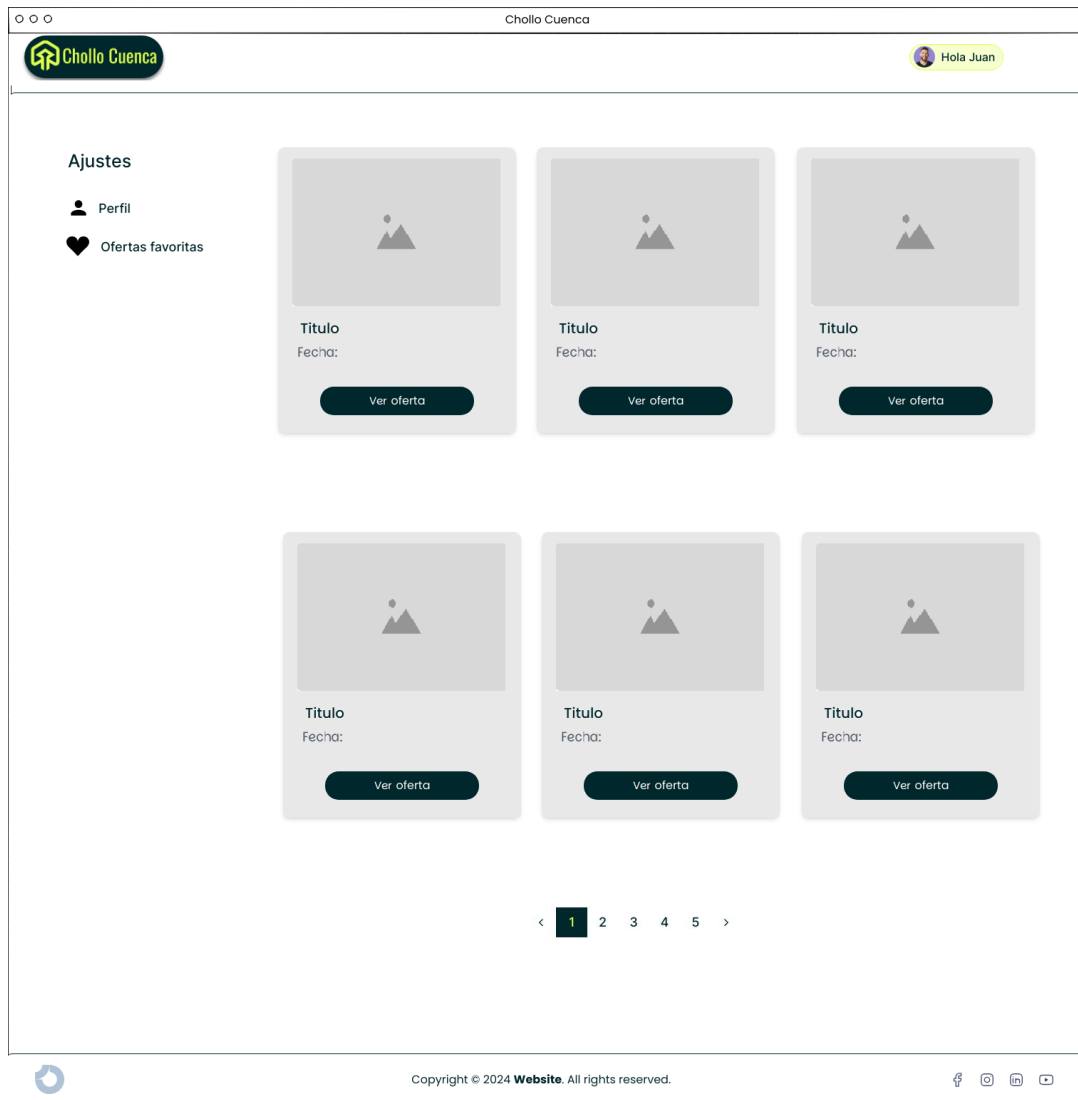 Chollo Cuenca
Chollo Cuenca
Hola Juan
Ajustes
Perfil
Ofertas favoritas
Titulo
Fecha:
Ver oferta
Titulo
Fecha:
Ver oferta
Titulo
Fecha:
Ver oferta
Titulo
Fecha:
Ver oferta
Titulo
Fecha:
Ver oferta
Titulo
Fecha:
Ver oferta
< 1 2 3 4 5 >
Copyright © 2024 Website. All rights reserved.